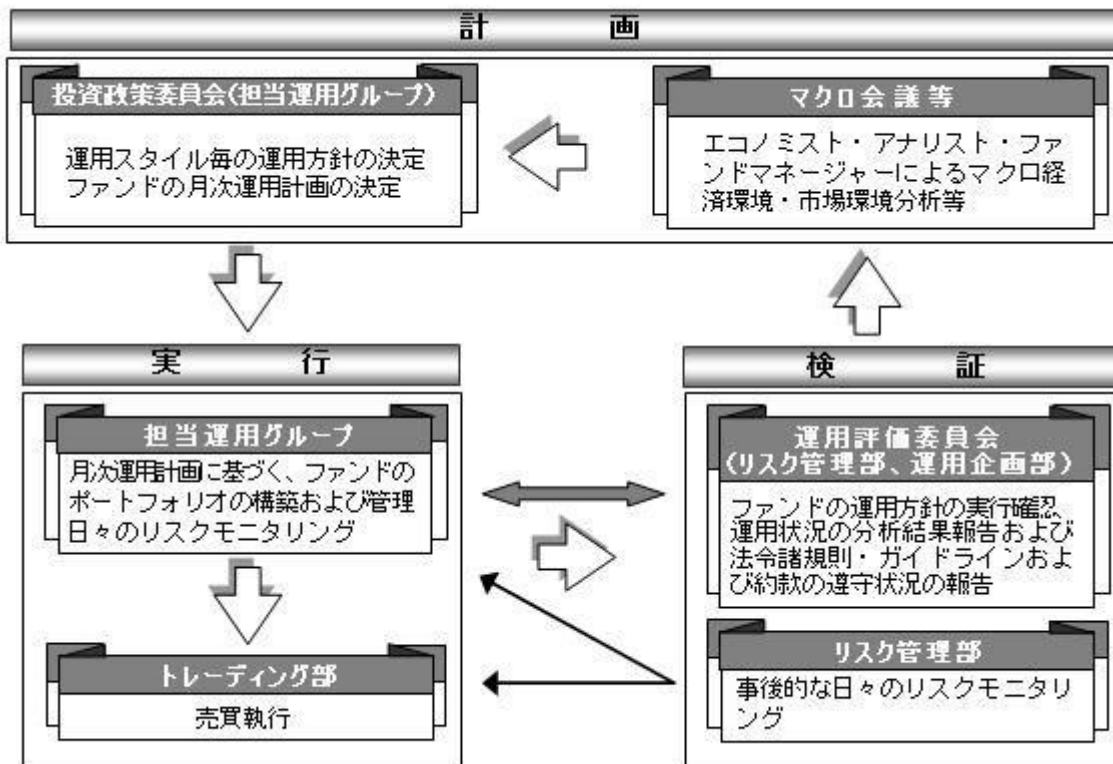 計画
投資政策委員会(担当運用グループ)
運用スタイル毎の運用方針の決定
ファンドの月次運用計画の決定
マクロ会議等
エコノミスト・アナリスト・ファ
ンドマネージャーによるマクロ経
済環境・市場環境分析等
実行
担当運用グループ
月次運用計画に基づく、ファンドの
ポートフォリオの構築および管理
日々のリスクモニタリング
トレーディング部
売買執行
検証
運用評価委員会
(リスク管理部、運用企画部)
ファンドの運用方針の実行確認、
運用状況の分析結果報告および
法令諸規則・ガイドラインおよ
び約款の遵守状況の報告
リスク管理部
事後的な日々のリスクモニタリ
ング